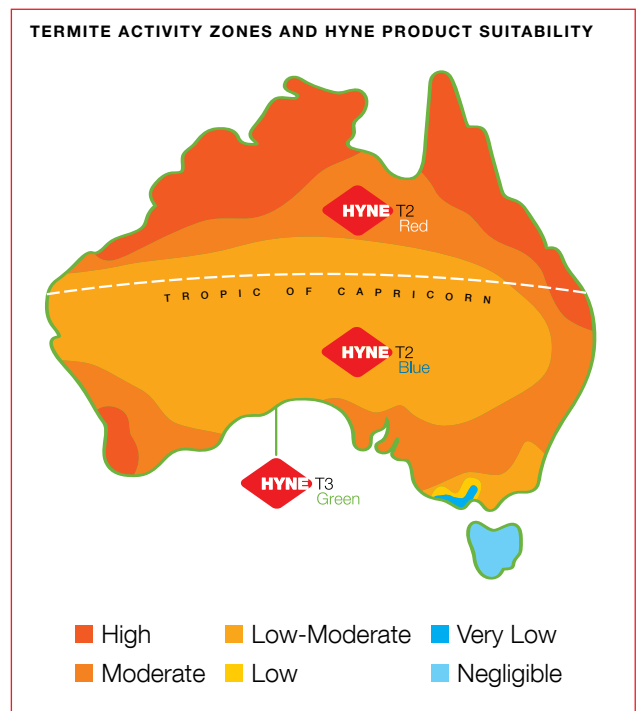 TERMITE ACTIVITY ZONES AND HYNE PRODUCT SUITABILITY
HYNE T2
Red
TROPIC OF CAPRICORN
HYNE T2
Blue
HYNE T3
Green
High
Low-Moderate
Very Low
Moderate
Low
Negligible